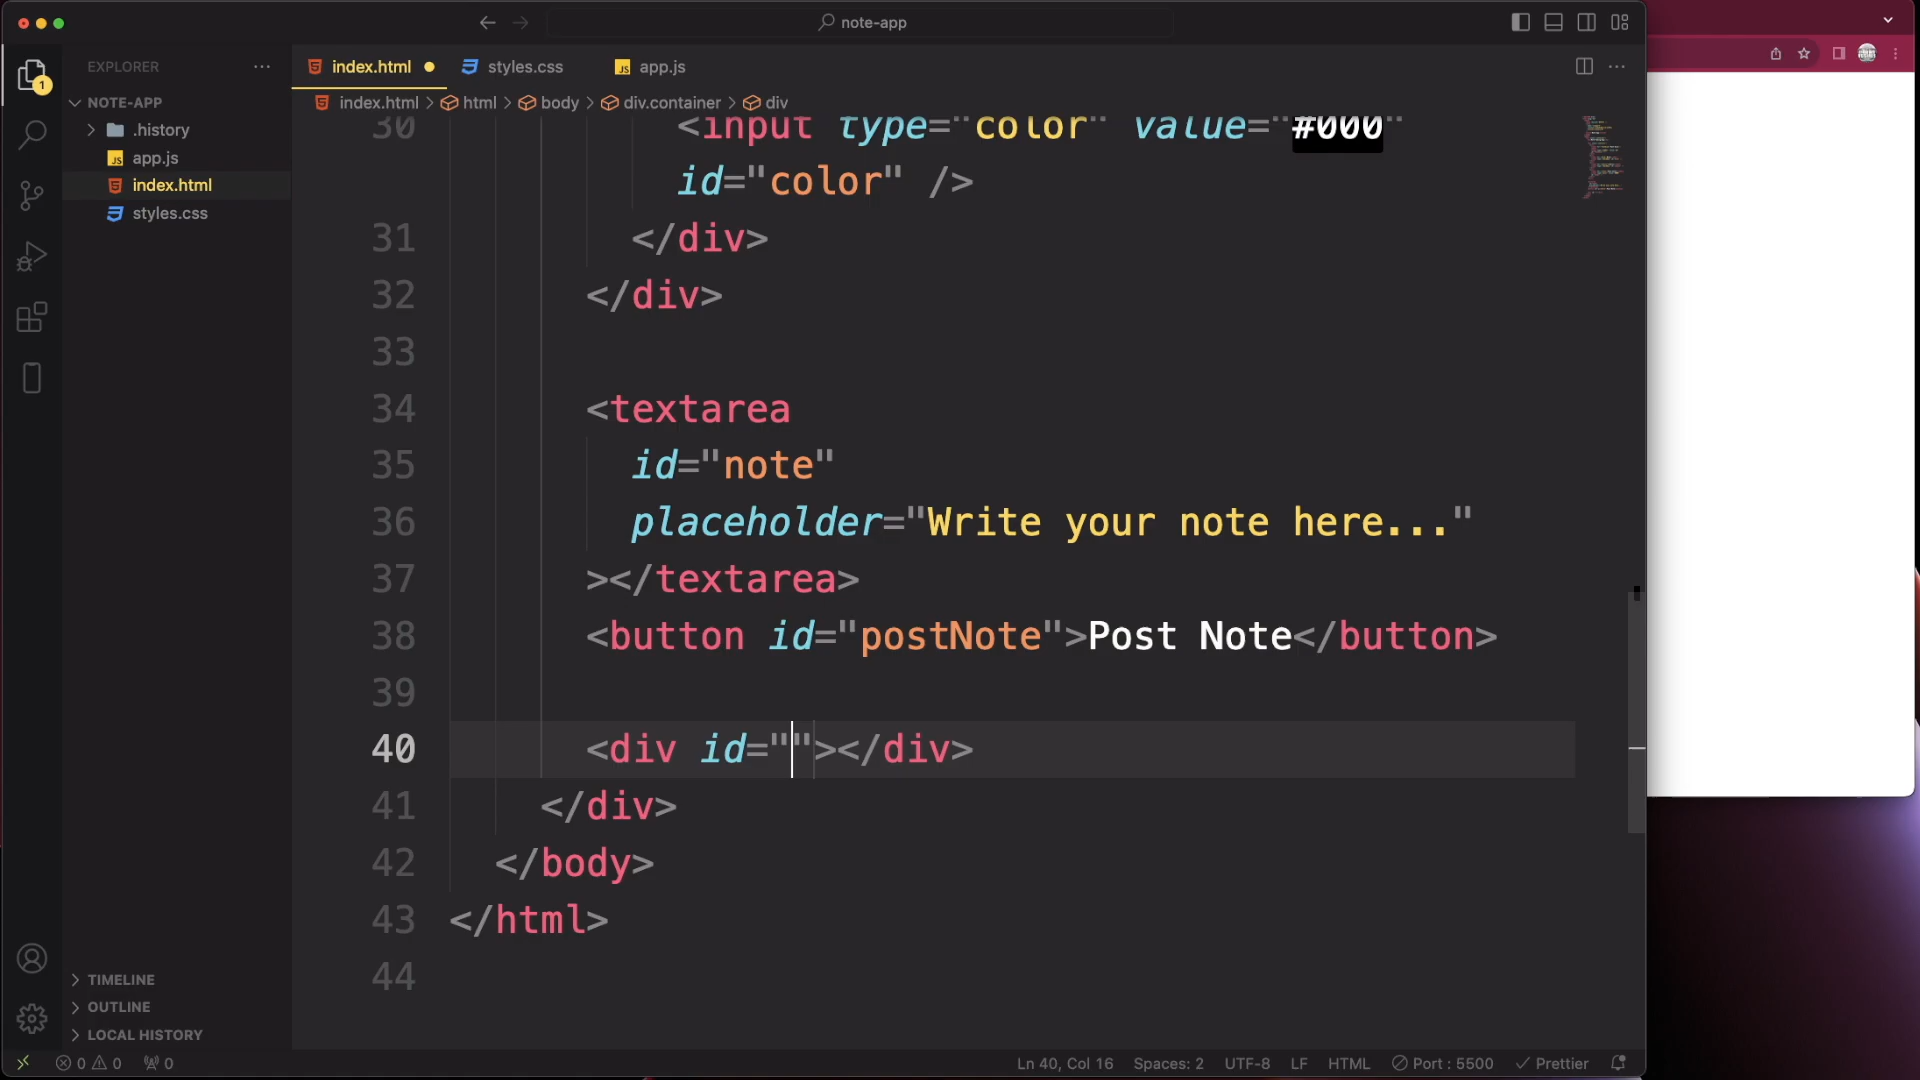 note-app
EXPLORER
index.html
styles.css
app.js
NOTE-APP
index.html > html > body > div.container > div
.history
app.js
index.html
styles.css
30 <input type="color" value="#000"
id="color" />
31 </div>
32 </div>
33
34 <textarea
35 id="note"
36 placeholder="Write your note here..."
37 ></textarea>
38 <button id="postNote">Post Note</button>
39
40 <div id=""></div>
41 </div>
42 </body>
43 </html>
44
1
TIMELINE
OUTLINE
LOCAL HISTORY
0 0 0
Ln 40, Col 16 Spaces: 2 UTF-8 LF HTML Port : 5500 Prettier